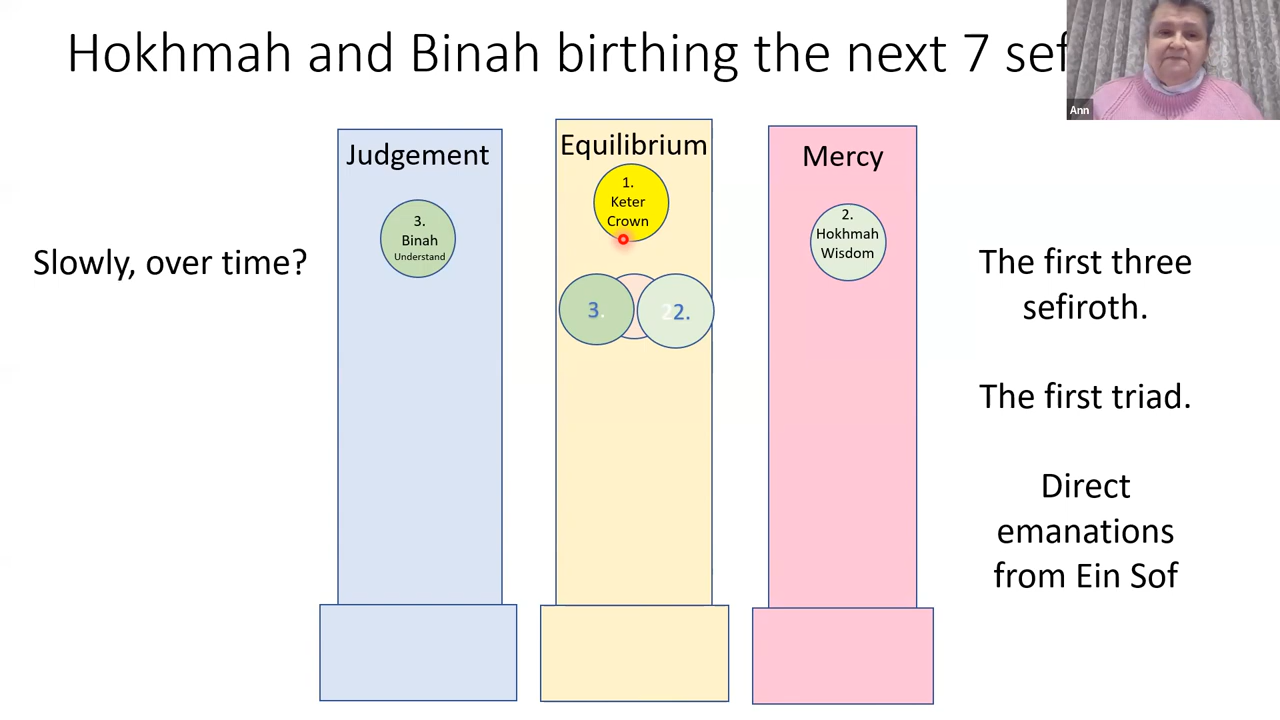 Hokhmah and Binah birthing the next 7 sef
Ann
Judgement
Equilibrium
Mercy
1.
Keter
Crown
3.
Binah
Understand
2.
Hokhmah
Wisdom
Slowly, over time?
3.
22.
The first three
sefiroth.
The first triad.
Direct
emanations
from Ein Sof